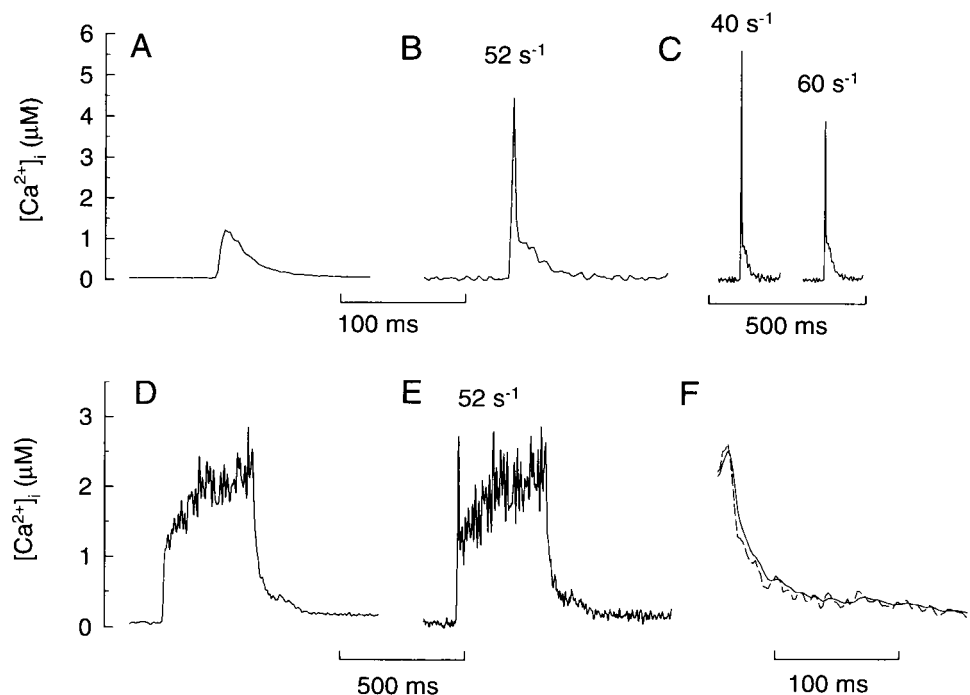 A
B
C
52 s⁻¹
40 s⁻¹
60 s⁻¹
[Ca²⁺]ᵢ (μM)
6
5
4
3
2
1
0
100 ms
500 ms
D
E
F
52 s⁻¹
[Ca²⁺]ᵢ (μM)
3
2
1
0
500 ms
100 ms